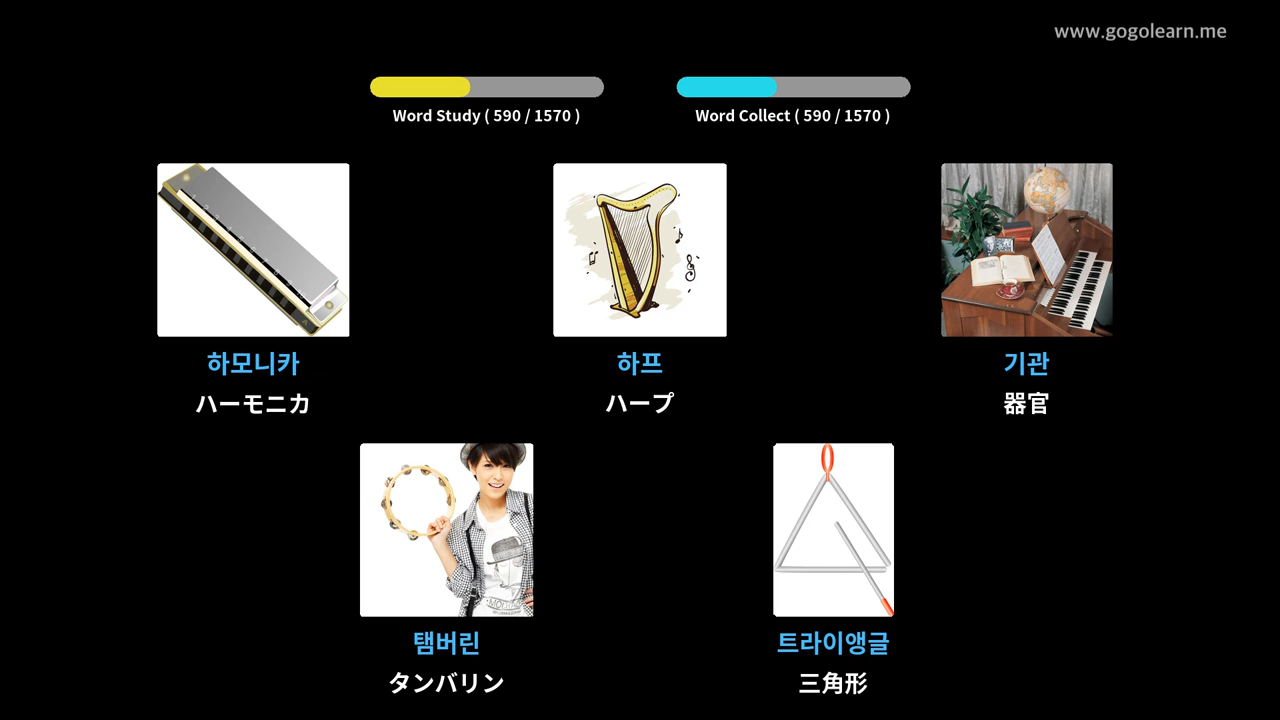 www.gogolearn.me
Word Study ( 590 / 1570 )
Word Collect ( 590 / 1570 )
하모니카
ハーモニカ
하프
ハープ
기관
器官
탬버린
タンバリン
트라이앵글
三角形